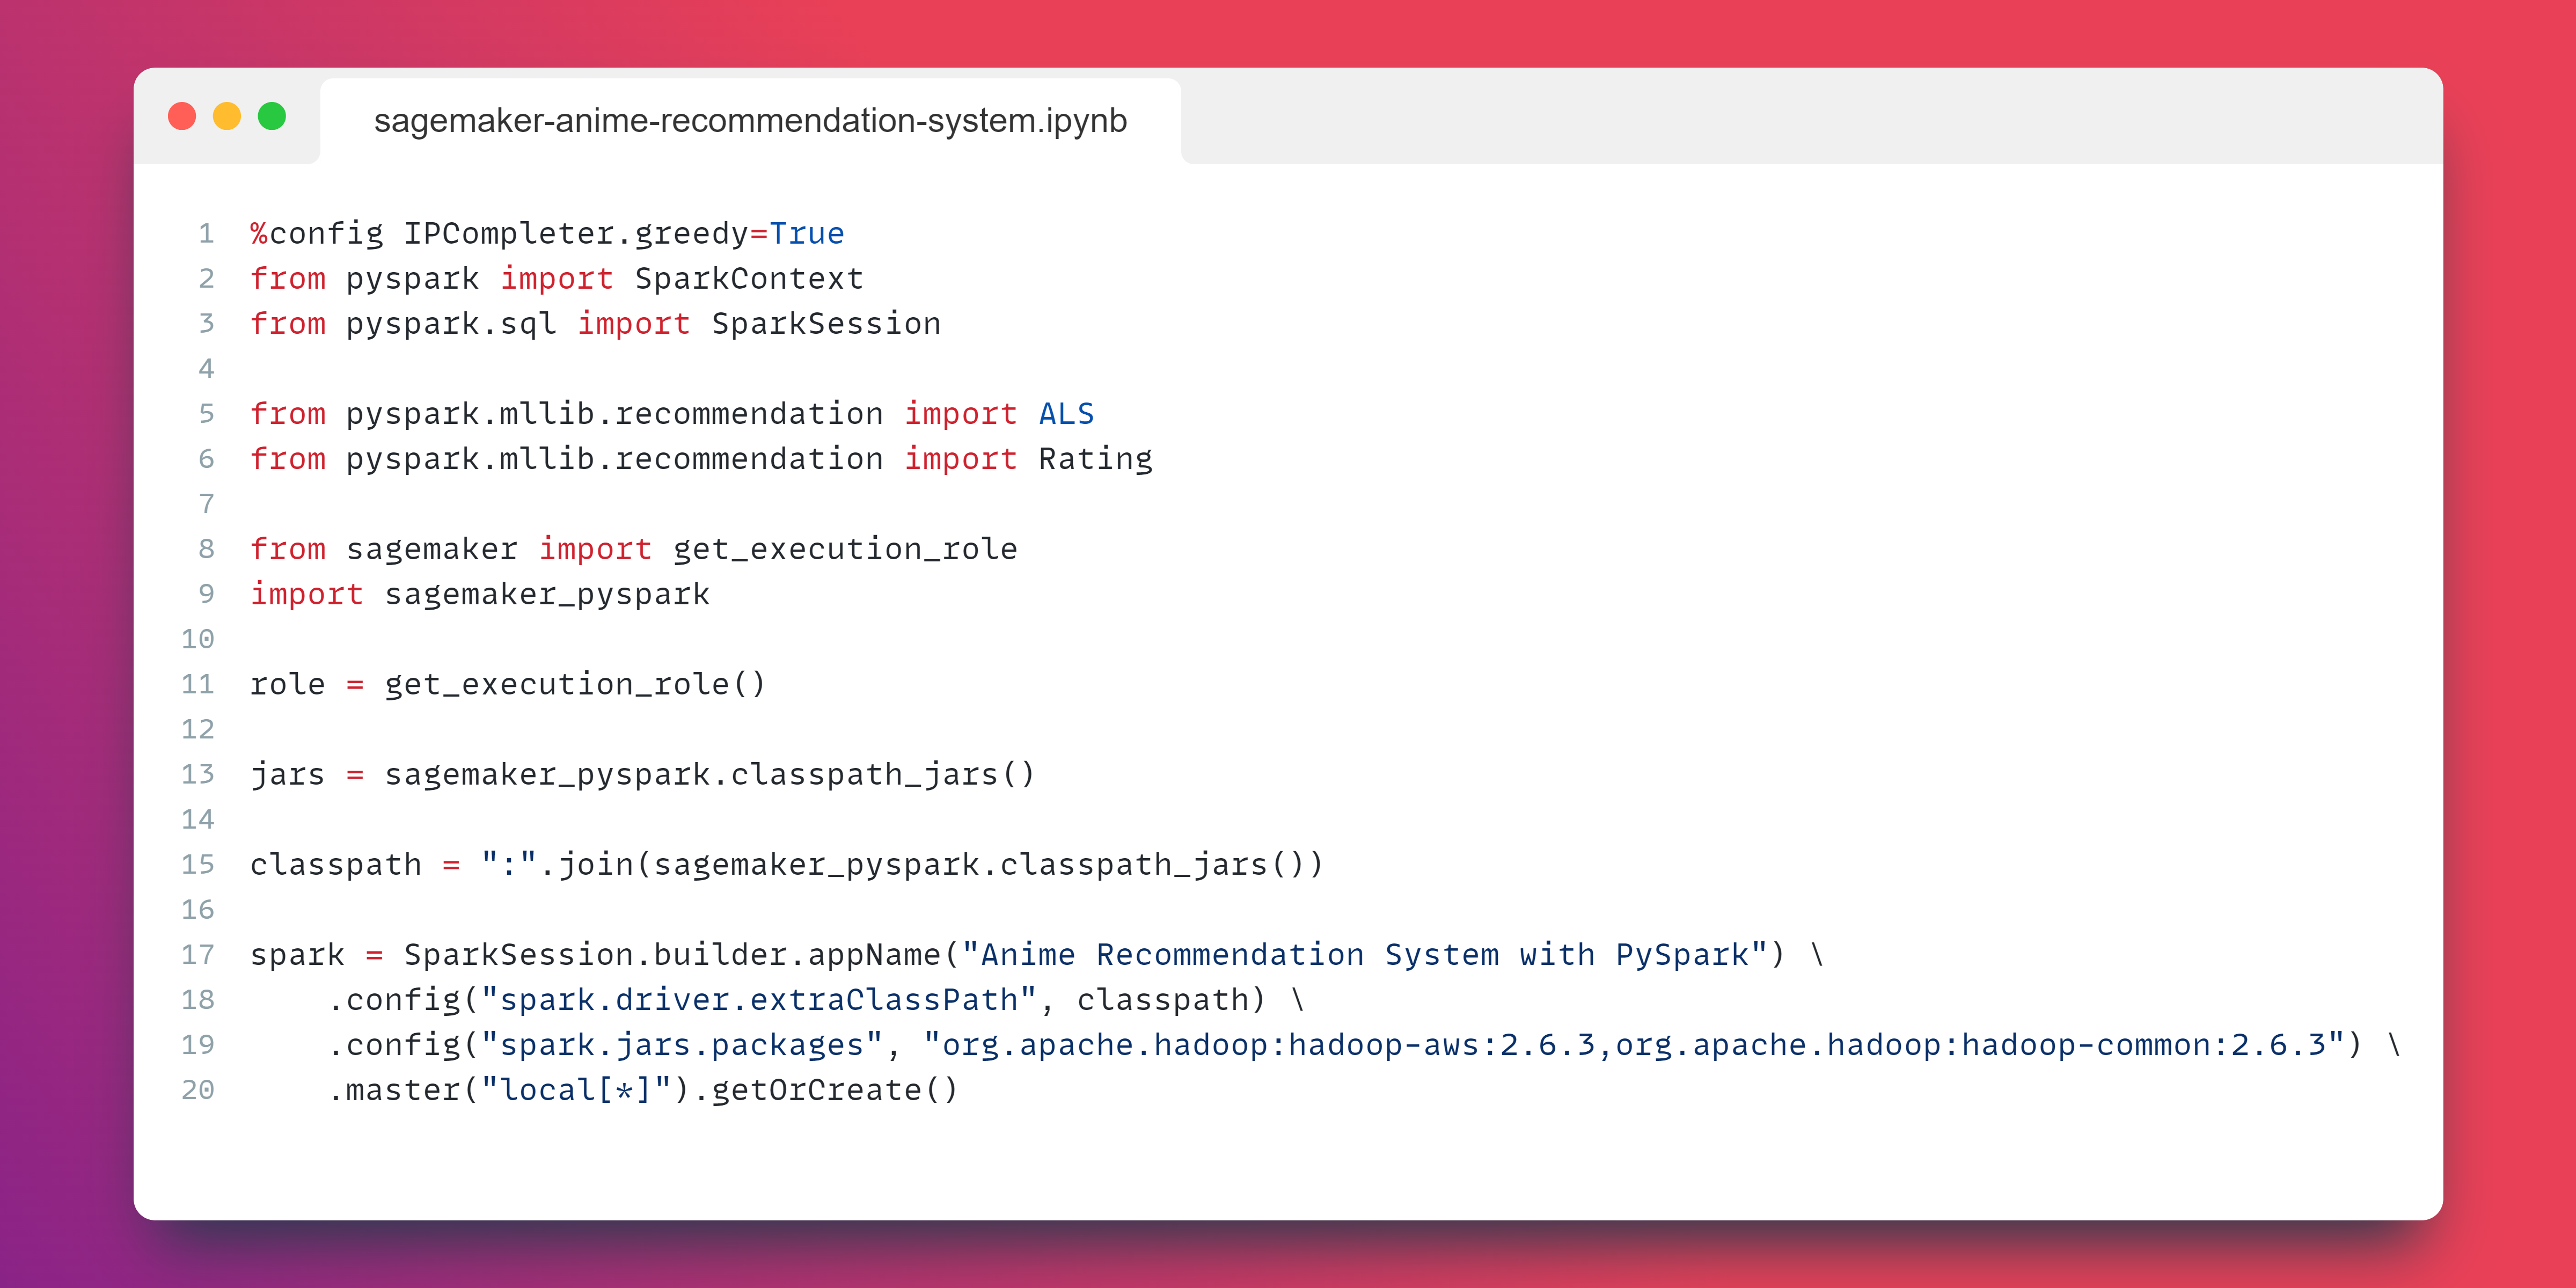 sagemaker-anime-recommendation-system.ipynb
1 %config IPCompleter.greedy=True
2 from pyspark import SparkContext
3 from pyspark.sql import SparkSession
4
5 from pyspark.mllib.recommendation import ALS
6 from pyspark.mllib.recommendation import Rating
7
8 from sagemaker import get_execution_role
9 import sagemaker_pyspark
10
11 role = get_execution_role()
12
13 jars = sagemaker_pyspark.classpath_jars()
14
15 classpath = ":".join(sagemaker_pyspark.classpath_jars())
16
17 spark = SparkSession.builder.appName("Anime Recommendation System with PySpark") \
18     .config("spark.driver.extraClassPath", classpath) \
19     .config("spark.jars.packages", "org.apache.hadoop:hadoop-aws:2.6.3,org.apache.hadoop:hadoop-common:2.6.3") \
20     .master("local[*]").getOrCreate()